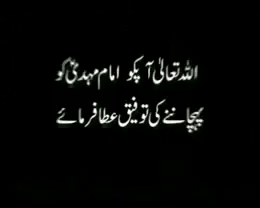 اللہ تعالیٰ آپکو امام مہدیؑ کو
پہچاننے کی توفیق عطا فرمائے